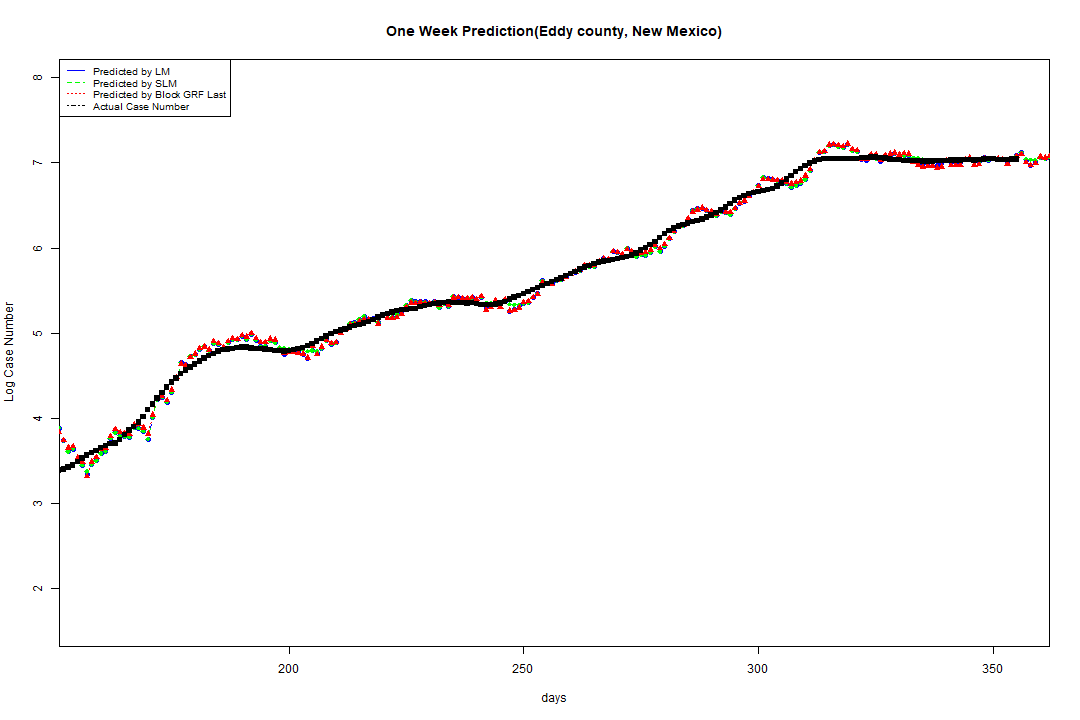 One Week Prediction(Eddy county, New Mexico)
Predicted by LM
Predicted by SLM
Predicted by Block GRF Last
Actual Case Number
8
7
6
5
4
3
2
Log Case Number
200
250
300
350
days